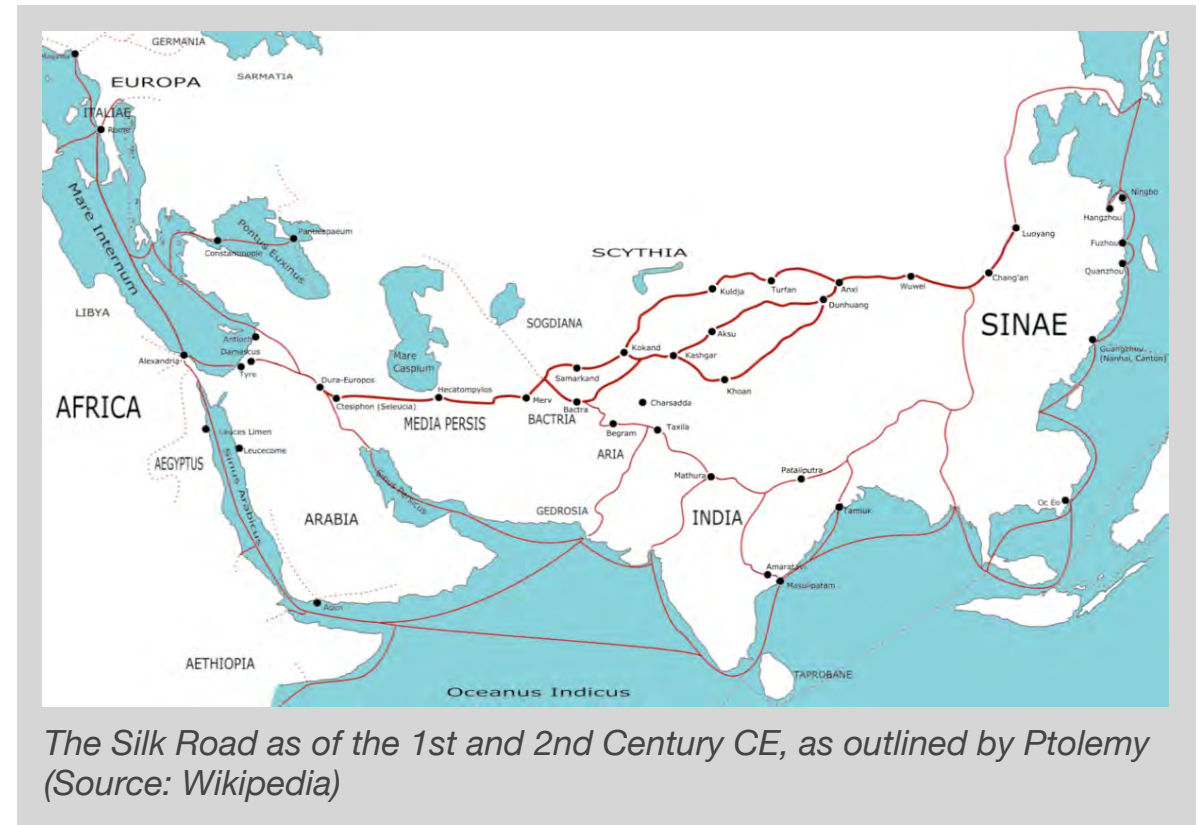 GERMANIA
EUROPA
SARMATIA
ITALIAE
Rome
Mare Internum
Pontus Euxinus
Panticapaeum
Constantinople
SCYTHIA
Luoyang
Ningbo
Hangzhou
Fuzhou
Quanzhou
Chang'an
Kuldja
Turfan
Anxi
Wuwei
Dunhuang
SINAE
LIBYA
SOGDIANA
Aksu
Antioch
Damascus
Alexandria
Tyre
Mare
Caspium
Kokand
Kashgar
Guangzhou
(Nanhai, Canton)
Samarkand
Dura-Europos
Hecatompylos
Khoan
AFRICA
Ctesiphon (Seleucia)
Merv
Bactra
Charsadda
MEDIA PERSIS
BACTRIA
Begram
Taxila
Leuces Limen
Leucecome
ARIA
AEGYPTUS
Sinus Arabicus
Sinus Persicus
Mathura
Pataliputra
Oc Eo
ARABIA
GEDROSIA
INDIA
Tamluk
Amaravati
Masulipatam
Aden
AETHIOPIA
TAPROBANE
Oceanus Indicus
The Silk Road as of the 1st and 2nd Century CE, as outlined by Ptolemy
(Source: Wikipedia)